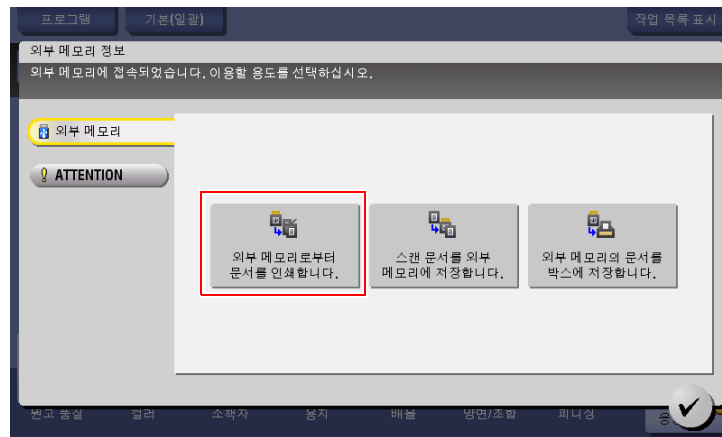 프로그램
기본(일괄)
작업 목록 표시
외부 메모리 정보
외부 메모리에 접속되었습니다. 이용할 용도를 선택하십시오.
외부 메모리
ATTENTION
외부 메모리로부터
문서를 인쇄합니다.
스캔 문서를 외부
메모리에 저장합니다.
외부 메모리의 문서를
박스에 저장합니다.
원고 품질
컬러
소책자
용지
배율
양면/조합
피니싱